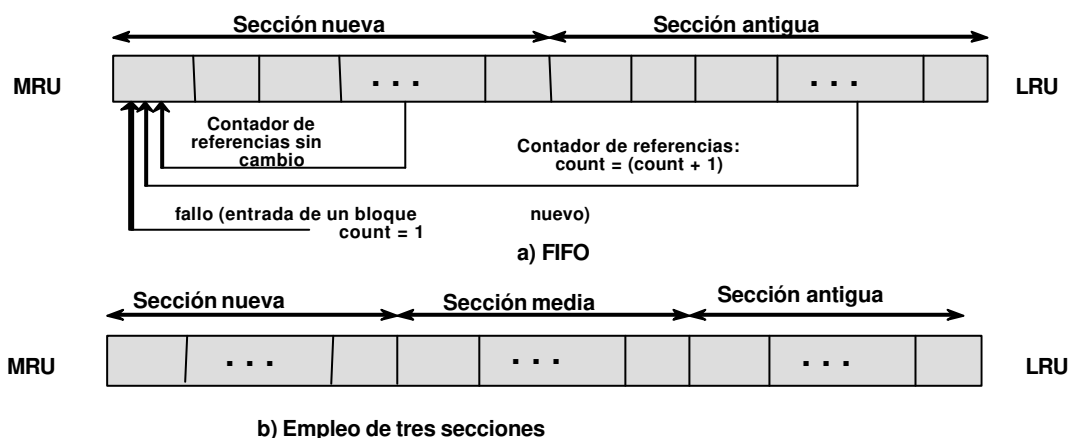 Sección nueva Sección antigua
MRU . . . . . . LRU
Contador de
referencias sin
cambio
Contador de referencias:
count = (count + 1)
fallo (entrada de un bloque nuevo)
count = 1
a) FIFO
Sección nueva Sección media Sección antigua
MRU . . . . . . . . . LRU
b) Empleo de tres secciones